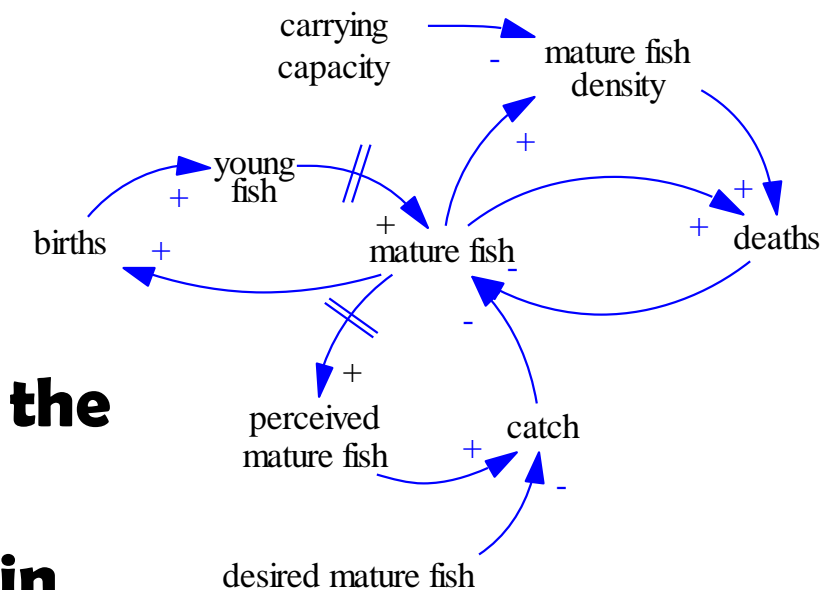 carrying
capacity
-
mature fish
density
+
young
fish
+
+
births
+
+
mature fish
-
+
deaths
-
+
the
perceived
mature fish
+
catch
-
in
desired mature fish